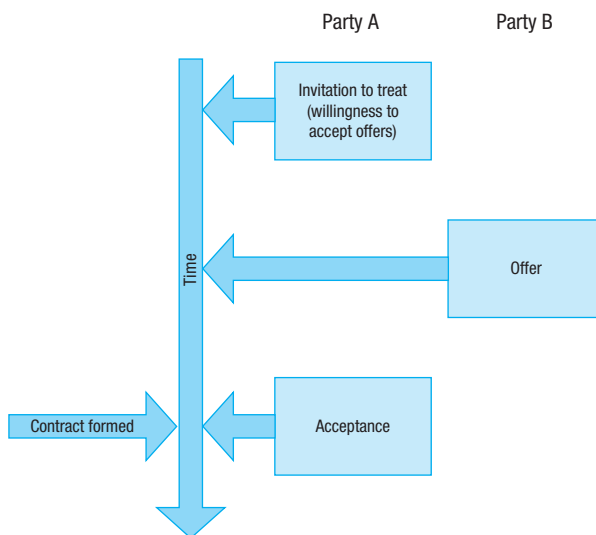 Party A
Party B
Invitation to treat
(willingness to
accept offers)
Time
Offer
Contract formed
Acceptance